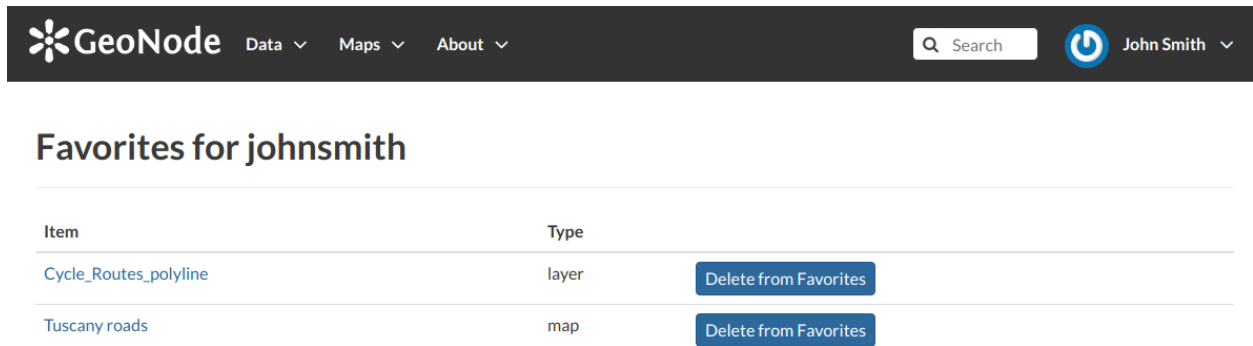 GeoNode Data Maps About Search John Smith
Favorites for johnsmith
Item Type
Cycle_Routes_polyline layer Delete from Favorites
Tuscany roads map Delete from Favorites